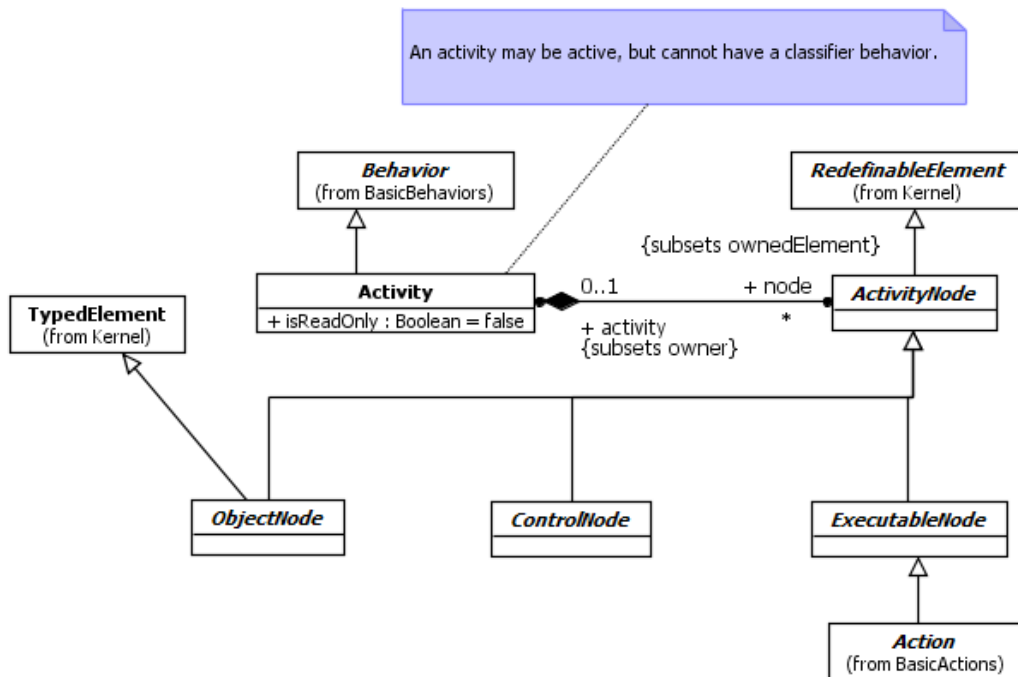 An activity may be active, but cannot have a classifier behavior.
Behavior
(from BasicBehaviors)
RedefinableElement
(from Kernel)
{subsets ownedElement}
Activity
+ isReadOnly : Boolean = false
0..1
+ node
*
+ activity
{subsets owner}
ActivityNode
TypedElement
(from Kernel)
ObjectNode
ControlNode
ExecutableNode
Action
(from BasicActions)